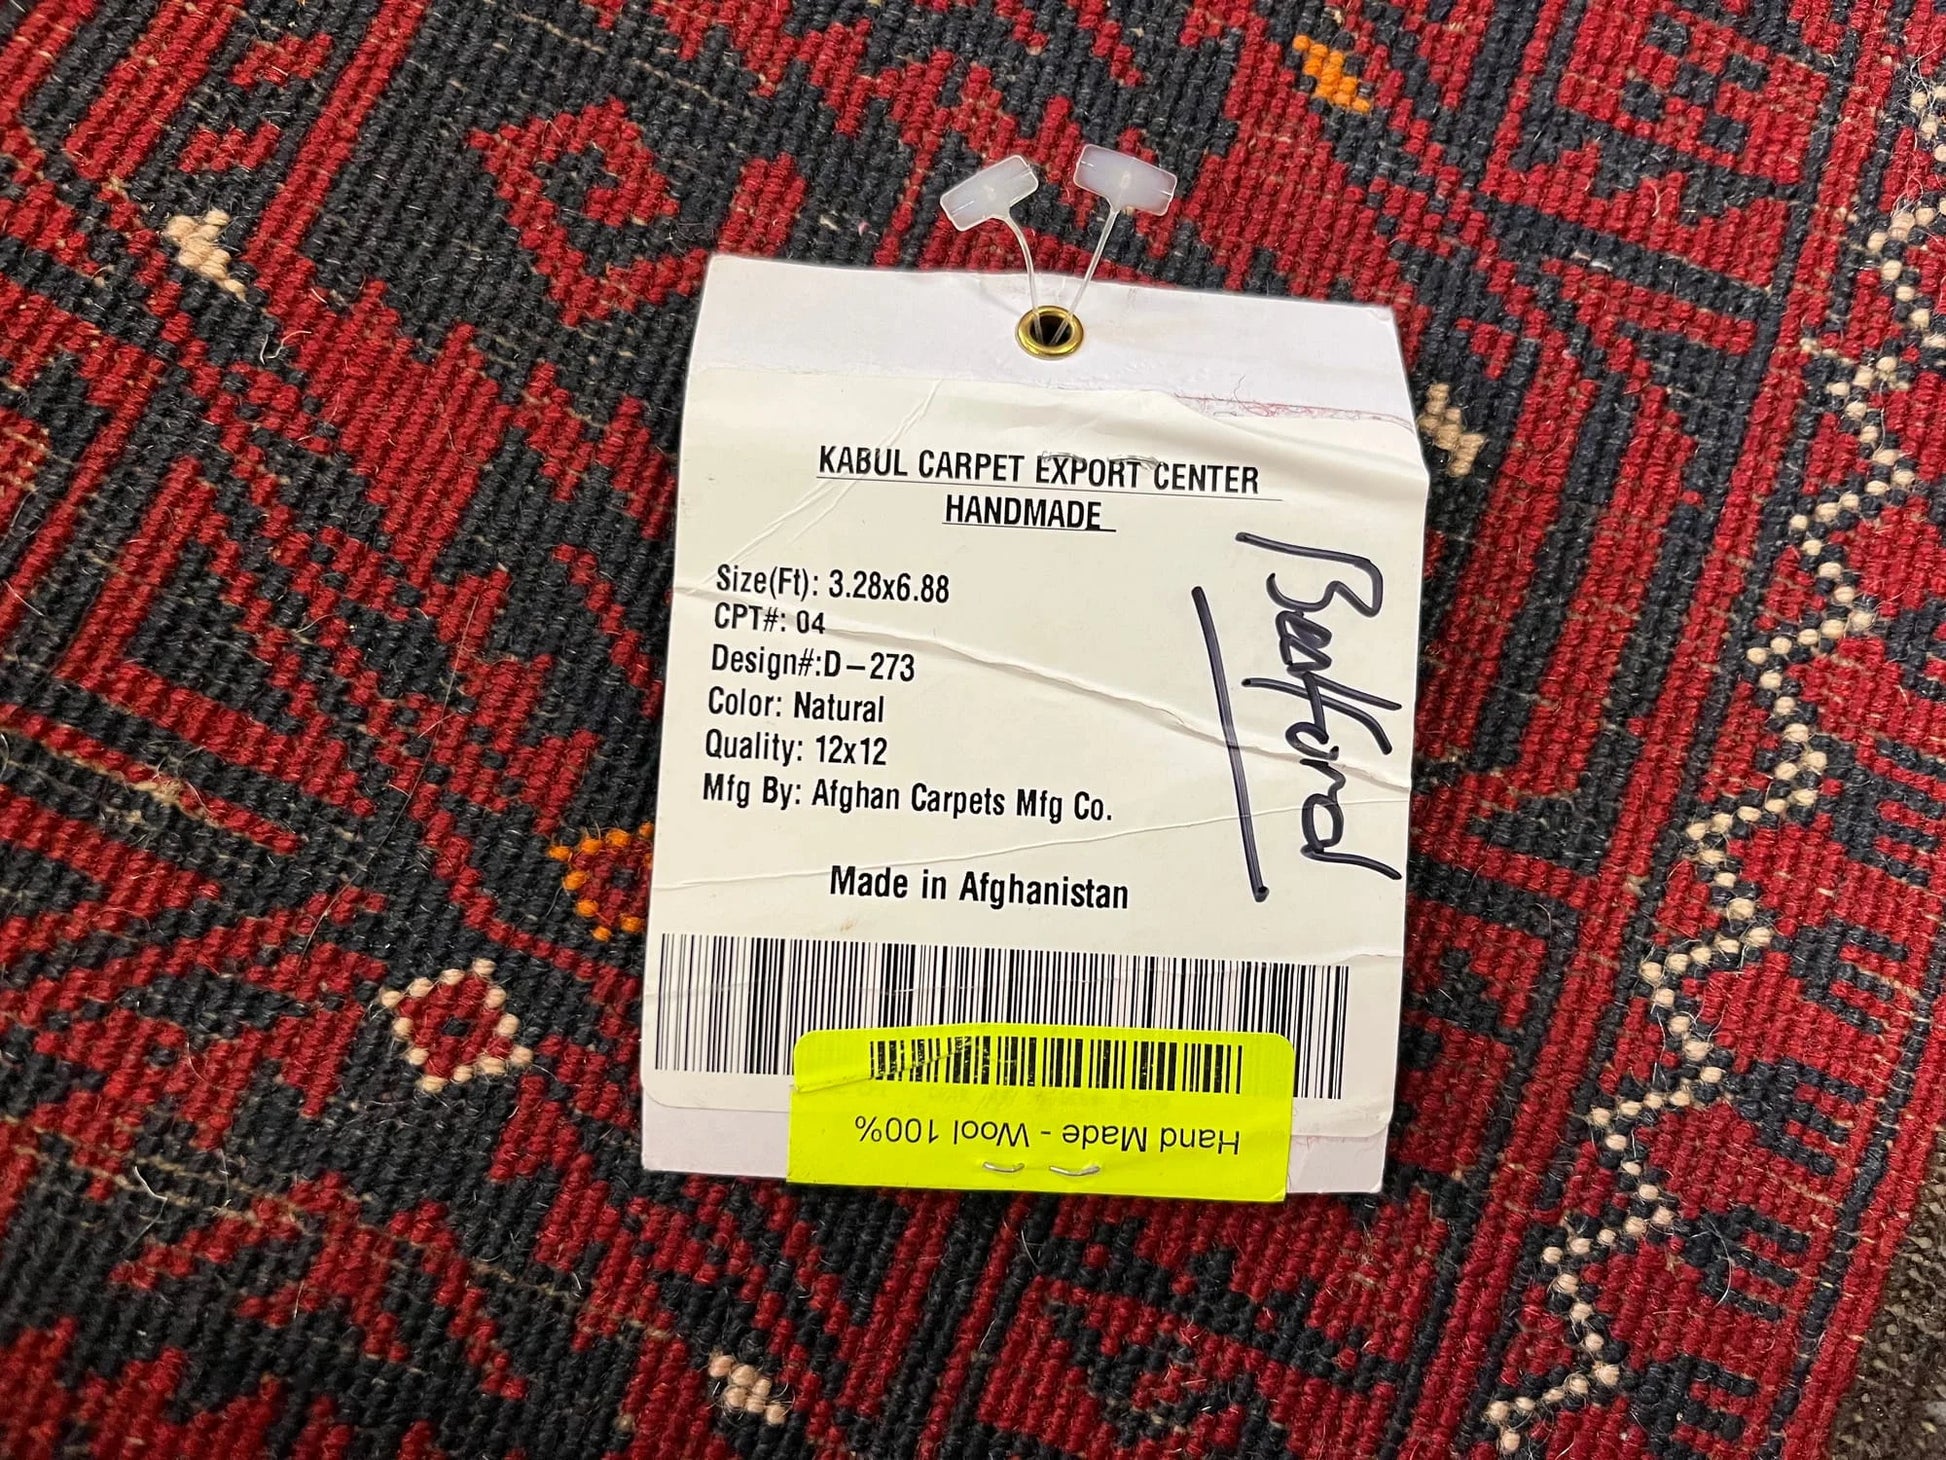 KABUL CARPET EXPORT CENTER
HANDMADE
Size(Ft): 3.28x6.88
CPT#: 04
Design#:D-273
Color: Natural
Quality: 12x12
Mfg By: Afghan Carpets Mfg Co.
Made in Afghanistan
Hand Made - Wool 100%